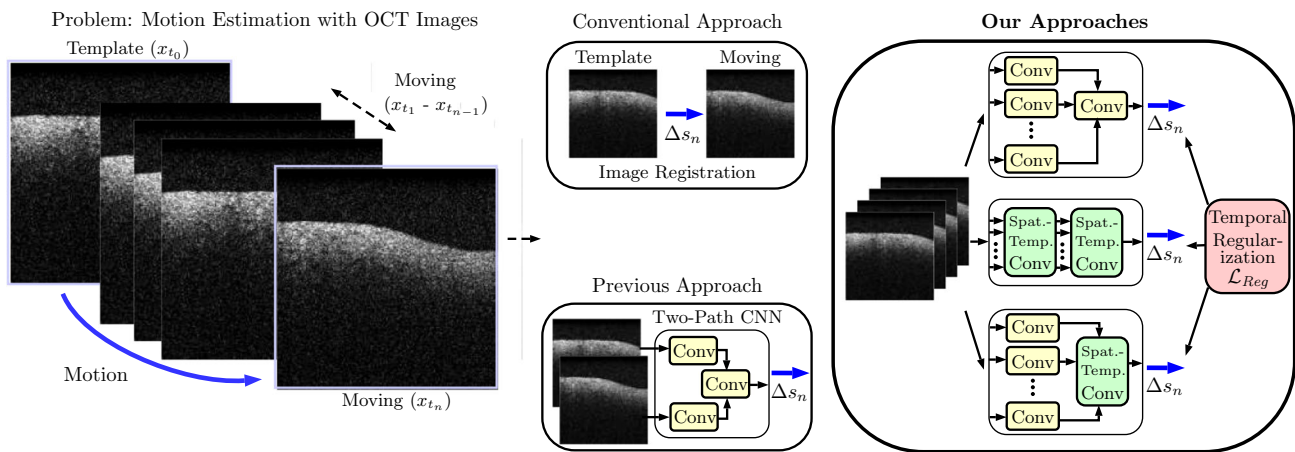 Problem: Motion Estimation with OCT Images
Template (x_{t_0})
Moving
(x_{t_1} - x_{t_{n-1}})
Motion
Moving (x_{t_n})
Conventional Approach
Template
Moving
Δs_n
Image Registration
Previous Approach
Two-Path CNN
Conv
Conv
Conv
Δs_n
Our Approaches
Conv
Conv
Conv
Conv
Δs_n
Spat.-
Temp.
Conv
Spat.-
Temp.
Conv
Δs_n
Conv
Conv
Conv
Spat.-
Temp.
Conv
Δs_n
Temporal
Regular-
ization
ℒ_{Reg}